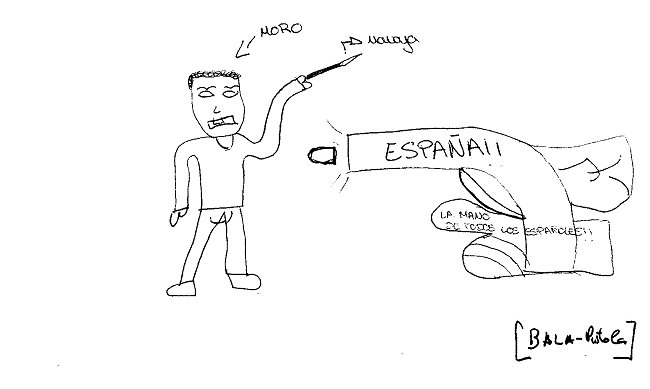 MORO
Navaja
ESPAÑA!!
LA MANO
DE TODOS LOS ESPAÑOLES!!
[BALA-Pistola]